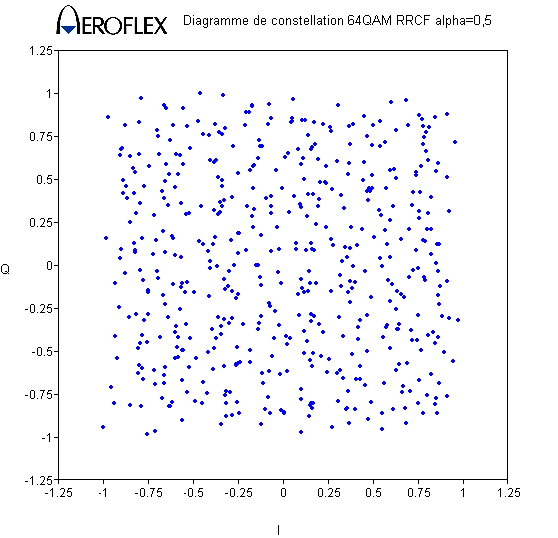 AEROFLEX
Diagramme de constellation 64QAM RRCF alpha=0,5
1.25
1
0.75
0.5
0.25
Q
0
-0.25
-0.5
-0.75
-1
-1.25
-1.25 -1 -0.75 -0.5 -0.25 0 0.25 0.5 0.75 1 1.25
I